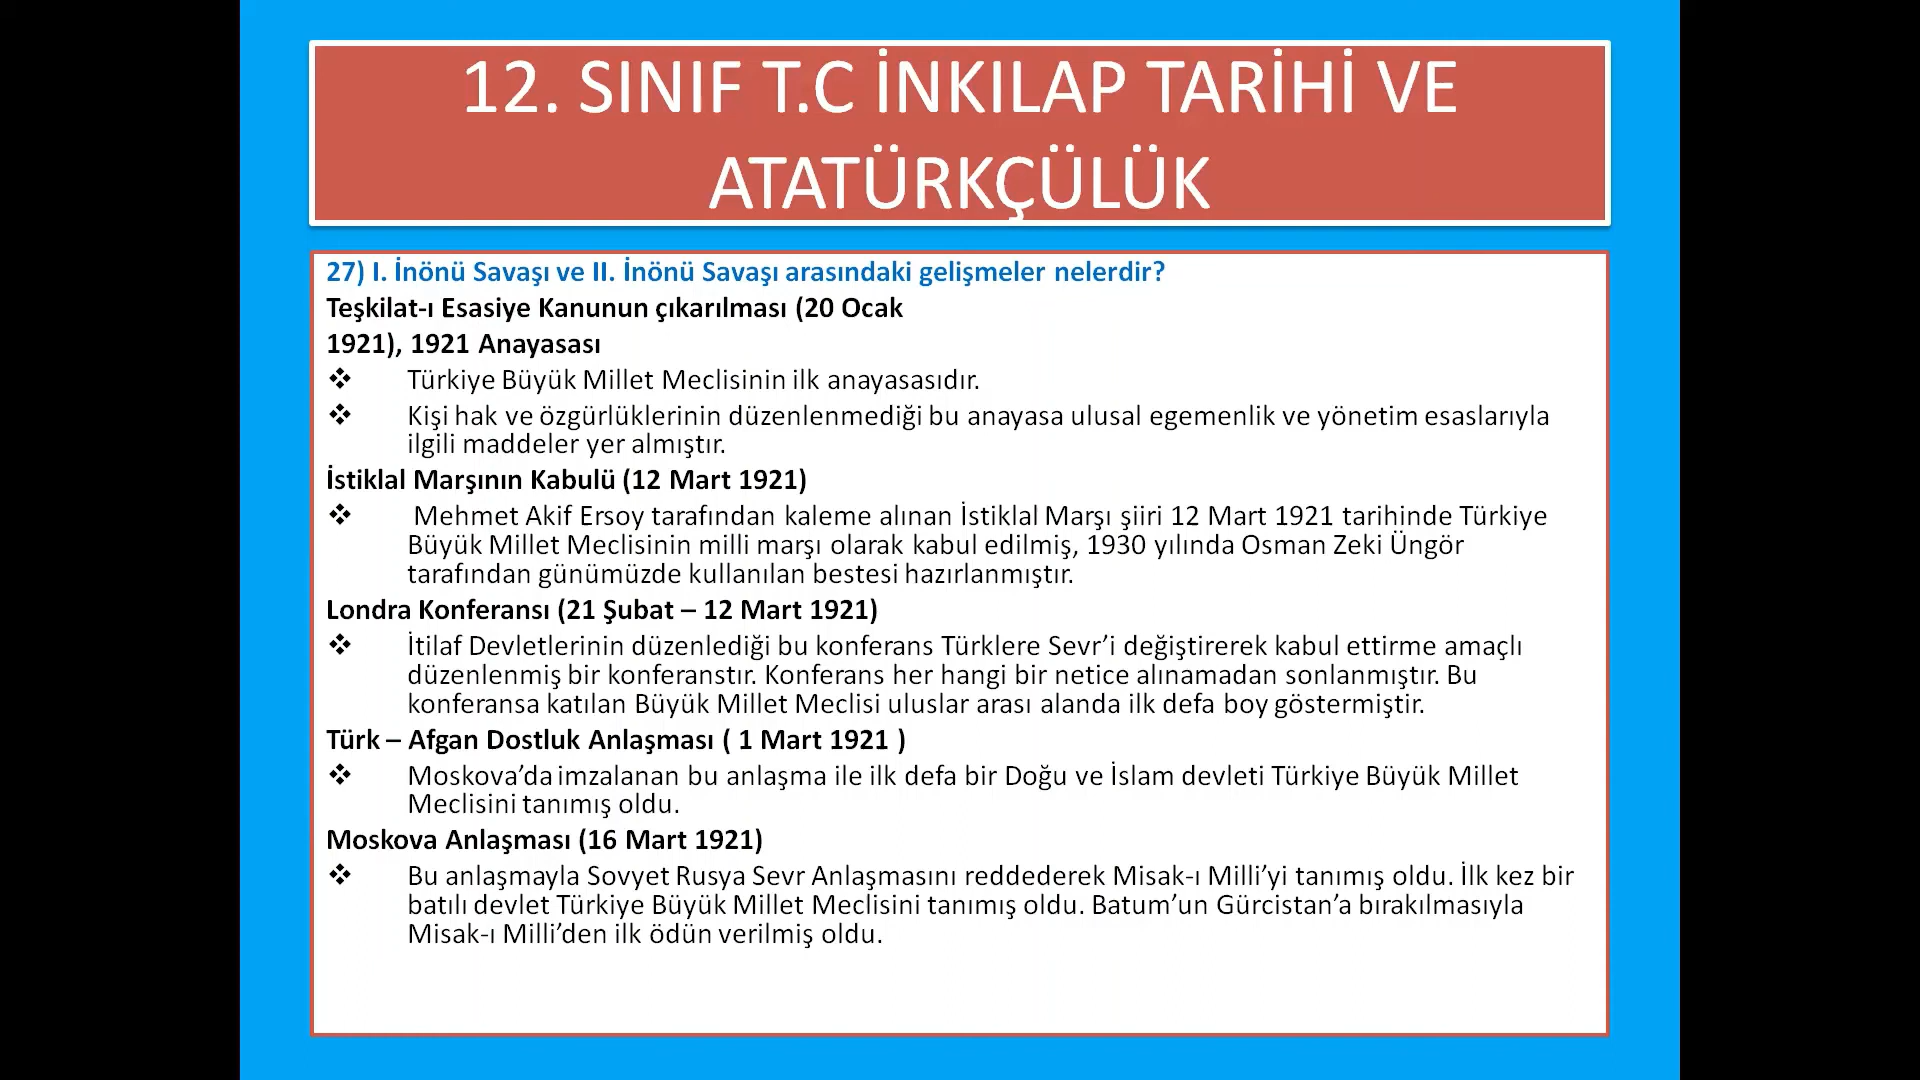 12. SINIF T.C İNKILAP TARİHİ VE
ATATÜRKÇÜLÜK
27) I. İnönü Savaşı ve II. İnönü Savaşı arasındaki gelişmeler nelerdir?
Teşkilat-ı Esasiye Kanunun çıkarılması (20 Ocak
1921), 1921 Anayasası
❖ Türkiye Büyük Millet Meclisinin ilk anayasasıdır.
❖ Kişi hak ve özgürlüklerinin düzenlenmediği bu anayasa ulusal egemenlik ve yönetim esaslarıyla
ilgili maddeler yer almıştır.
İstiklal Marşının Kabulü (12 Mart 1921)
❖ Mehmet Akif Ersoy tarafından kaleme alınan İstiklal Marşı şiiri 12 Mart 1921 tarihinde Türkiye
Büyük Millet Meclisinin milli marşı olarak kabul edilmiş, 1930 yılında Osman Zeki Üngör
tarafından günümüzde kullanılan bestesi hazırlanmıştır.
Londra Konferansı (21 Şubat – 12 Mart 1921)
❖ İtilaf Devletlerinin düzenlediği bu konferans Türklere Sevr’i değiştirerek kabul ettirme amaçlı
düzenlenmiş bir konferanstır. Konferans her hangi bir netice alınamadan sonlanmıştır. Bu
konferansa katılan Büyük Millet Meclisi uluslar arası alanda ilk defa boy göstermiştir.
Türk – Afgan Dostluk Anlaşması ( 1 Mart 1921 )
❖ Moskova’da imzalanan bu anlaşma ile ilk defa bir Doğu ve İslam devleti Türkiye Büyük Millet
Meclisini tanımış oldu.
Moskova Anlaşması (16 Mart 1921)
❖ Bu anlaşmayla Sovyet Rusya Sevr Anlaşmasını reddederek Misak-ı Milli’yi tanımış oldu. İlk kez bir
batılı devlet Türkiye Büyük Millet Meclisini tanımış oldu. Batum’un Gürcistan’a bırakılmasıyla
Misak-ı Milli’den ilk ödün verilmiş oldu.